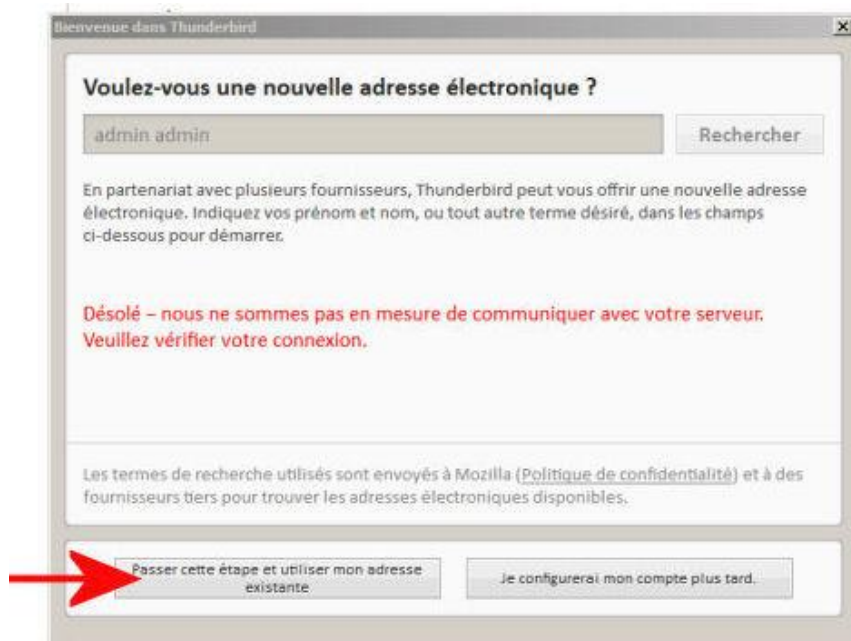 Bienvenue dans Thunderbird
Voulez-vous une nouvelle adresse électronique ?
admin admin
Rechercher
En partenariat avec plusieurs fournisseurs, Thunderbird peut vous offrir une nouvelle adresse
électronique. Indiquez vos prénom et nom, ou tout autre terme désiré, dans les champs
ci-dessous pour démarrer.
Désolé – nous ne sommes pas en mesure de communiquer avec votre serveur.
Veuillez vérifier votre connexion.
Les termes de recherche utilisés sont envoyés à Mozilla (Politique de confidentialité) et à des
fournisseurs tiers pour trouver les adresses électroniques disponibles.
Passer cette étape et utiliser mon adresse
existante
Je configurerai mon compte plus tard.